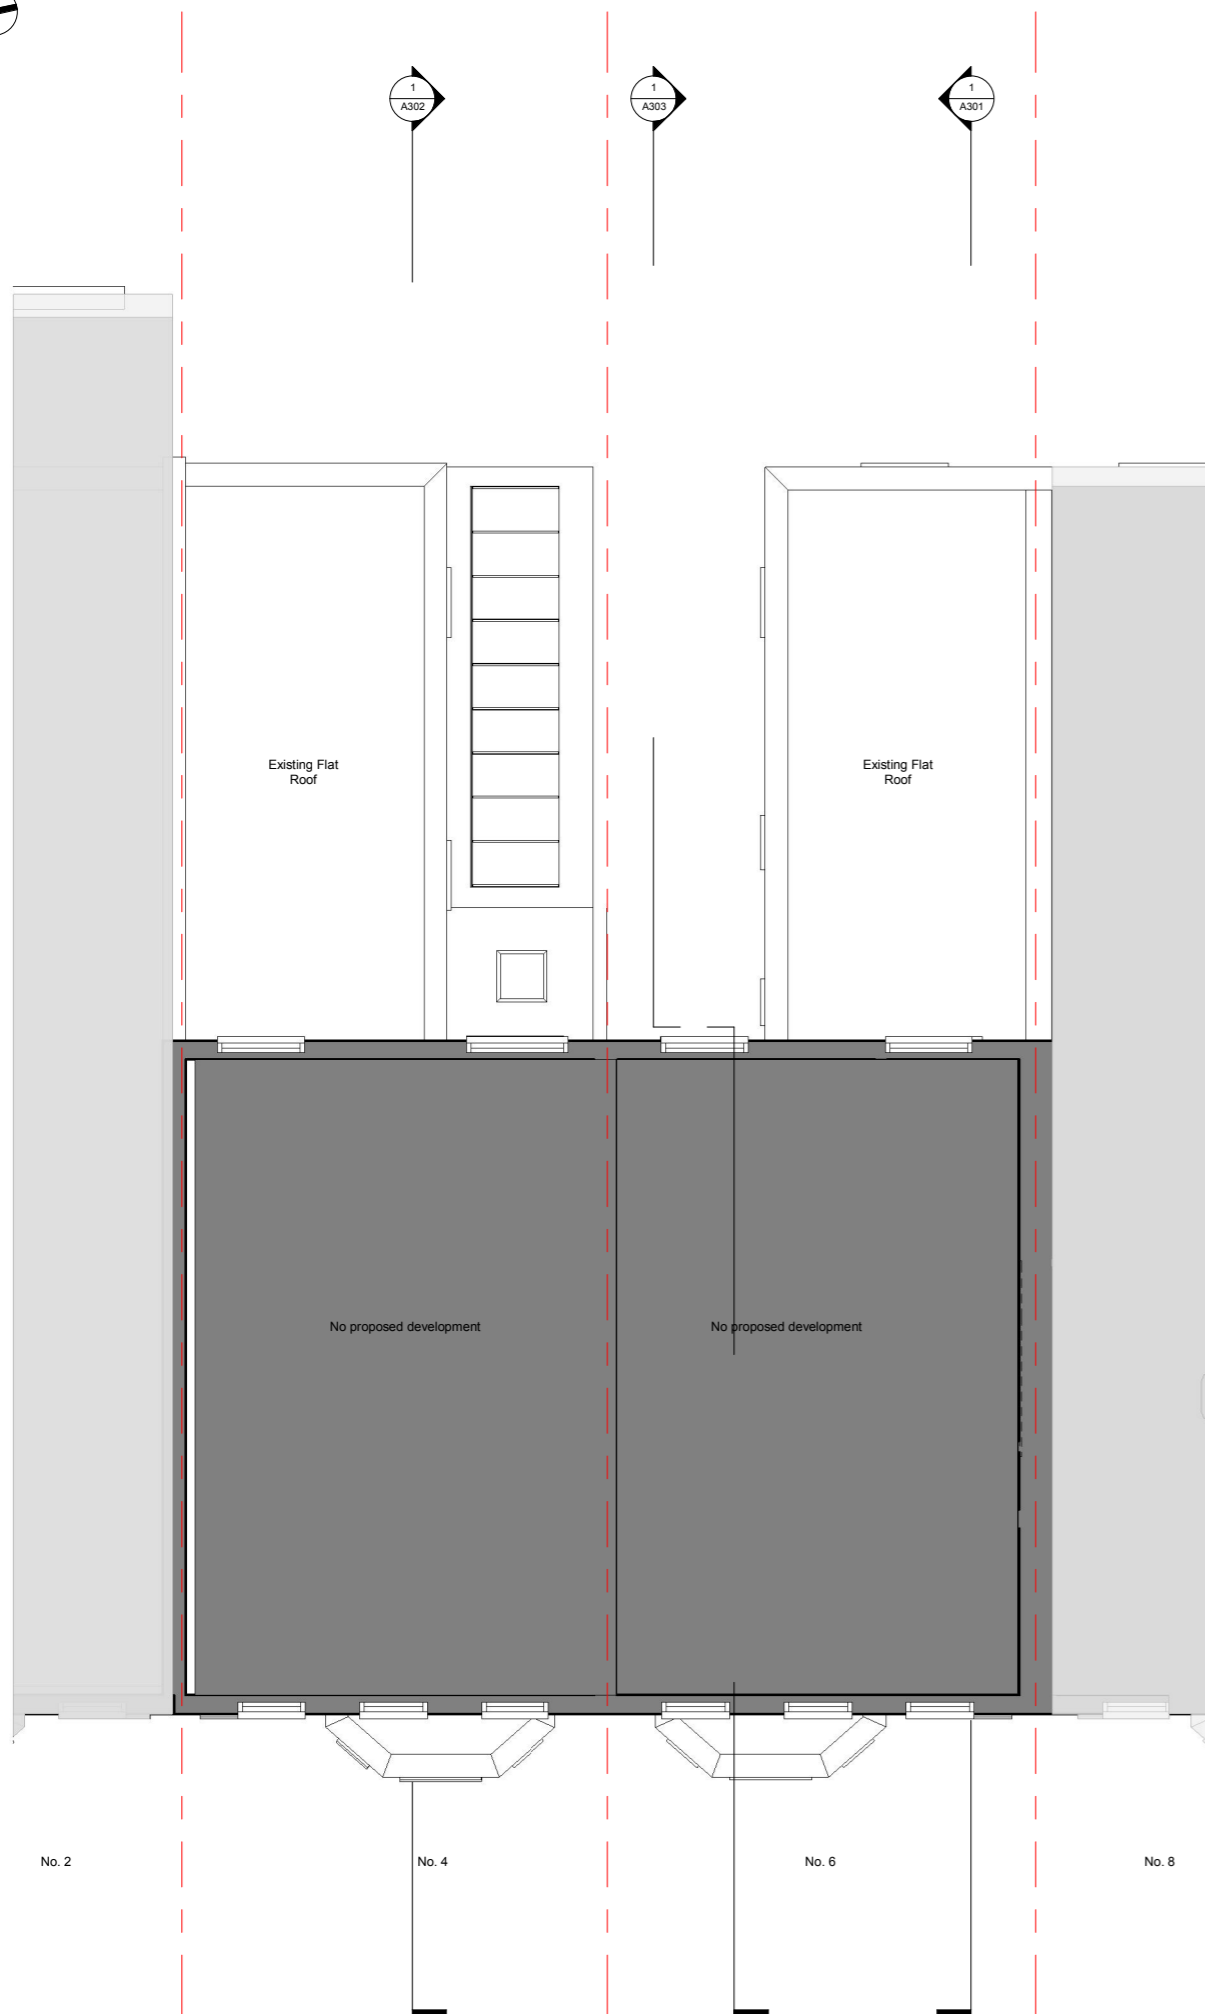 1
A302
1
A303
1
A301
Existing Flat
Roof
Existing Flat
Roof
No proposed development
No proposed development
No. 2
No. 4
No. 6
No. 8